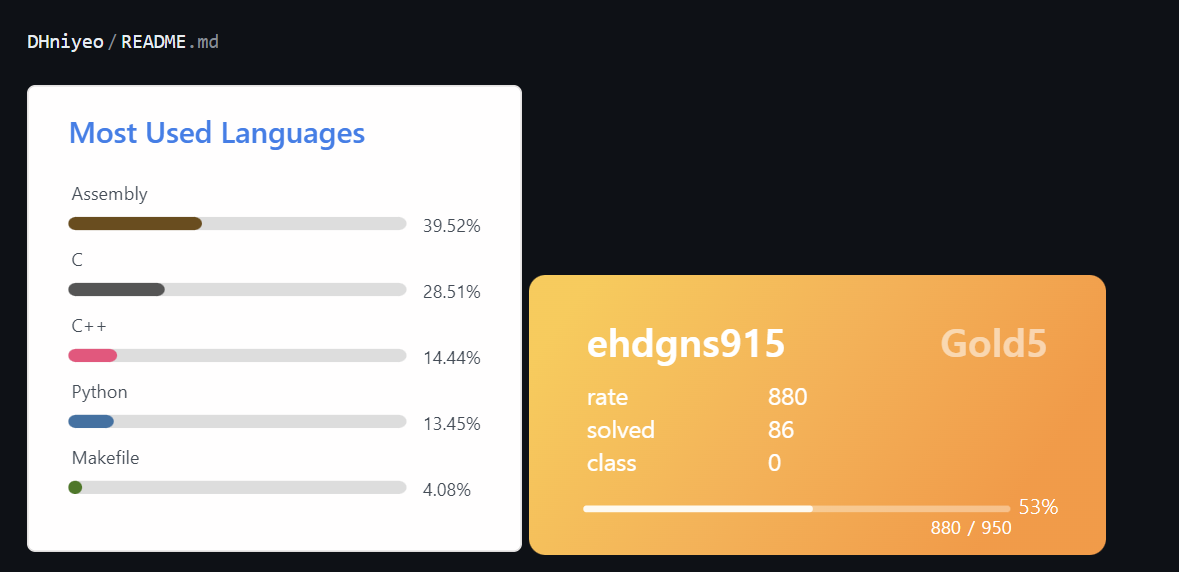 DHniyeo/README.md
Most Used Languages
Assembly
39.52%
C
28.51%
C++
14.44%
Python
13.45%
Makefile
4.08%
ehdgns915 Gold5
rate 880
solved 86
class 0
53%
880 / 950